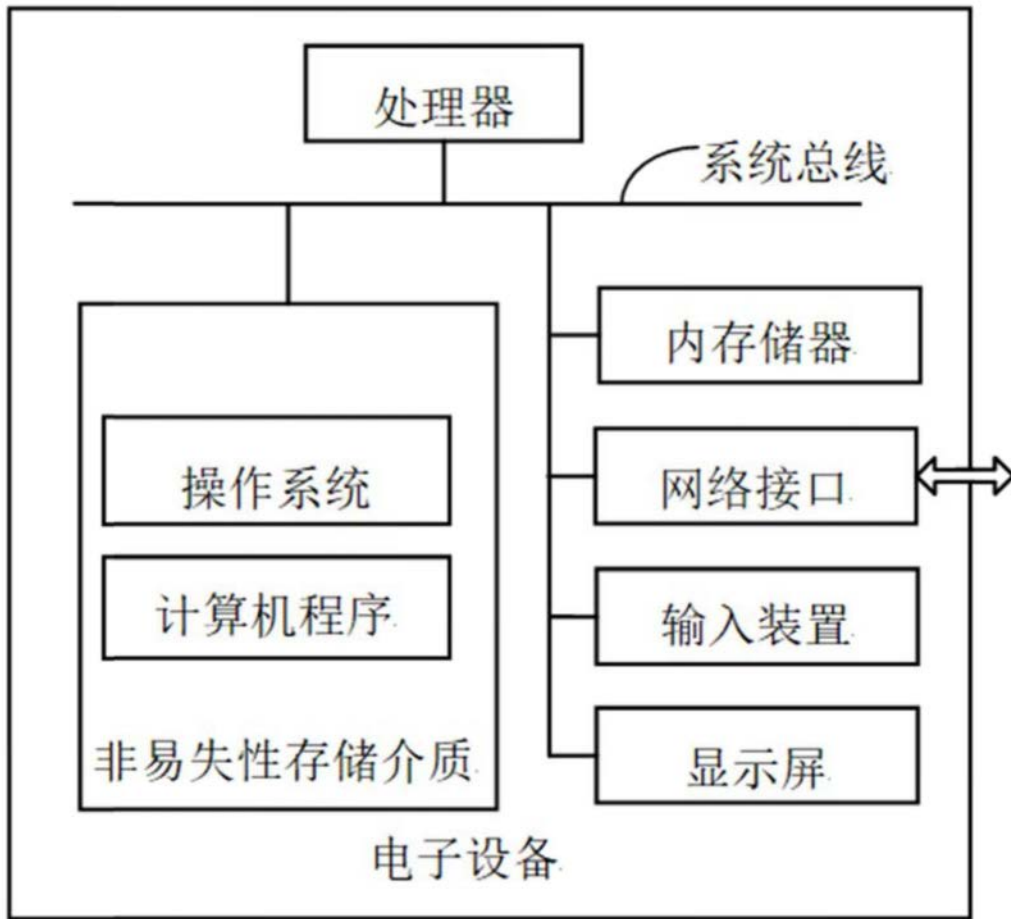 处理器
系统总线
内存储器
操作系统
网络接口
计算机程序
输入装置
非易失性存储介质
显示屏
电子设备